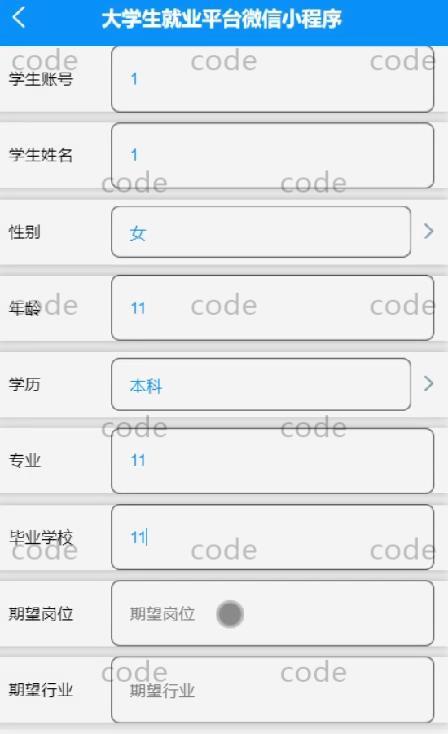 大学生就业平台微信小程序
code code code
学生账号 1
学生姓名 1
code code
性别 女
年龄 11
code code code
学历 本科
code code
专业 11
毕业学校 11
code code code
期望岗位 期望岗位
code code
期望行业 期望行业